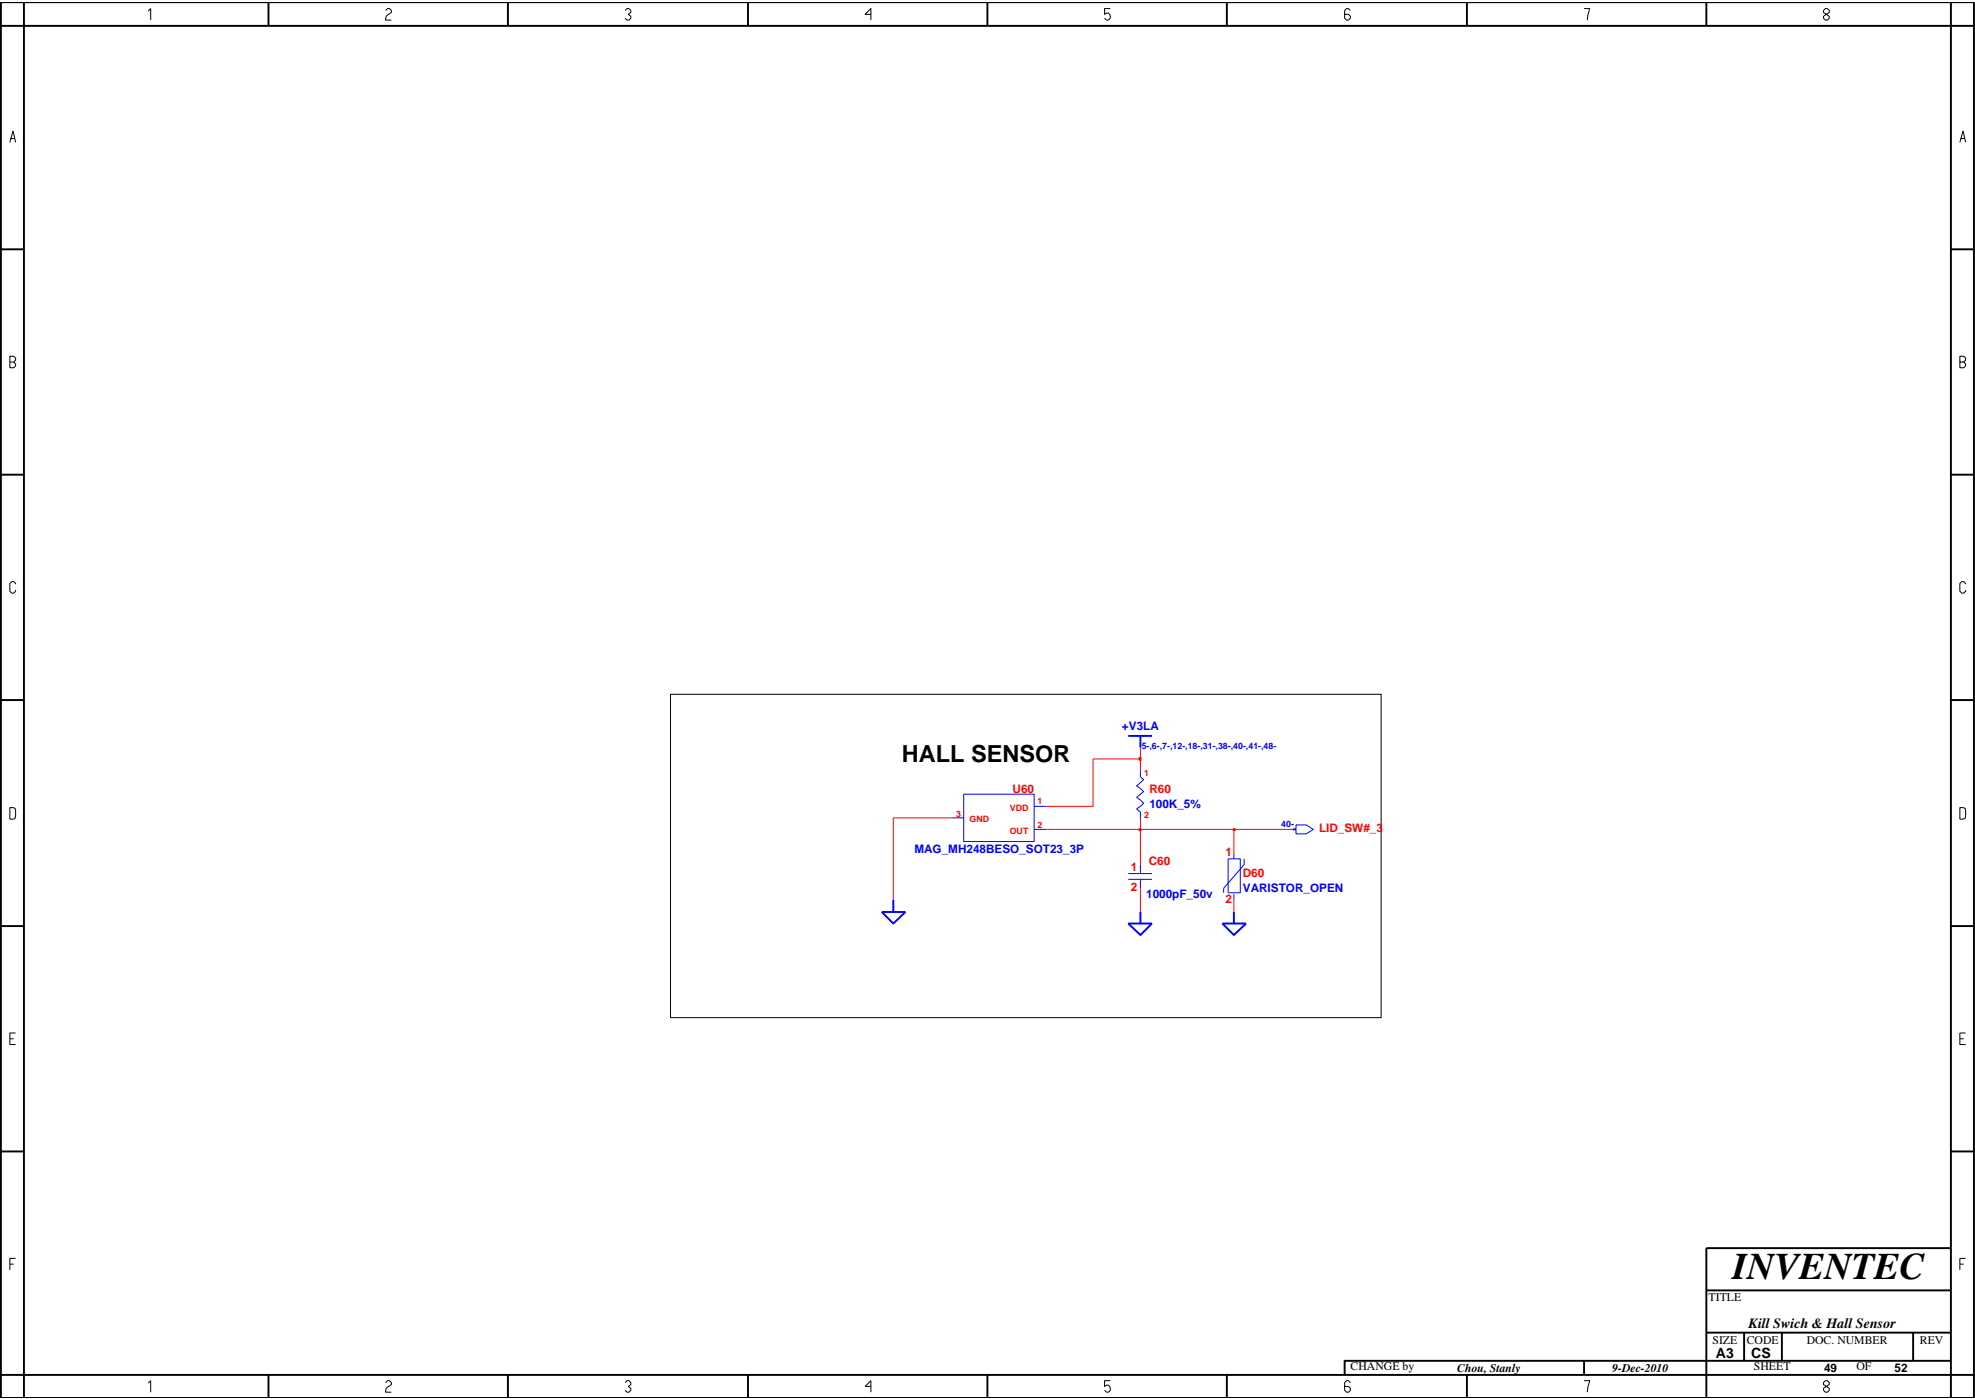 1 2 3 4 5 6 7 8
A A
B B
C C
+V3LA
5-,6-,7-,12-,18-,31-,38-,40-,41-,48-
HALL SENSOR
1
U60 R60
VDD 1 100K_5%
3 GND 2
OUT 2 40- LID_SW#_3
D D
MAG_MH248BESO_SOT23_3P
1 C60 1
D60
2 1000pF_50v VARISTOR_OPEN
2
E E
F F
INVENTEC
TITLE
Kill Swich & Hall Sensor
SIZE CODE DOC. NUMBER REV
A3 CS
CHANGE by Chou, Stanly 9-Dec-2010 SHEET 49 OF 52
1 2 3 4 5 6 7 8